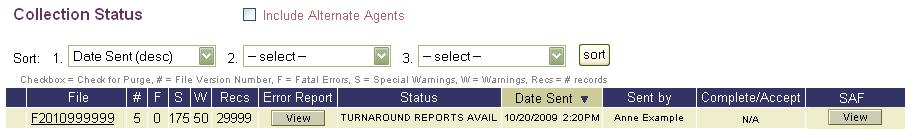 Collection Status
Include Alternate Agents
Sort: 1. Date Sent (desc) 2. -- select -- 3. -- select -- sort
Checkbox = Check for Purge, # = File Version Number, F = Fatal Errors, S = Special Warnings, W = Warnings, Recs = # records
File # F S W Recs Error Report Status Date Sent ▼ Sent by Complete/Accept SAF
F2010999999 5 0 175 50 29999 View TURNAROUND REPORTS AVAIL 10/20/2009 2:20PM Anne Example N/A View